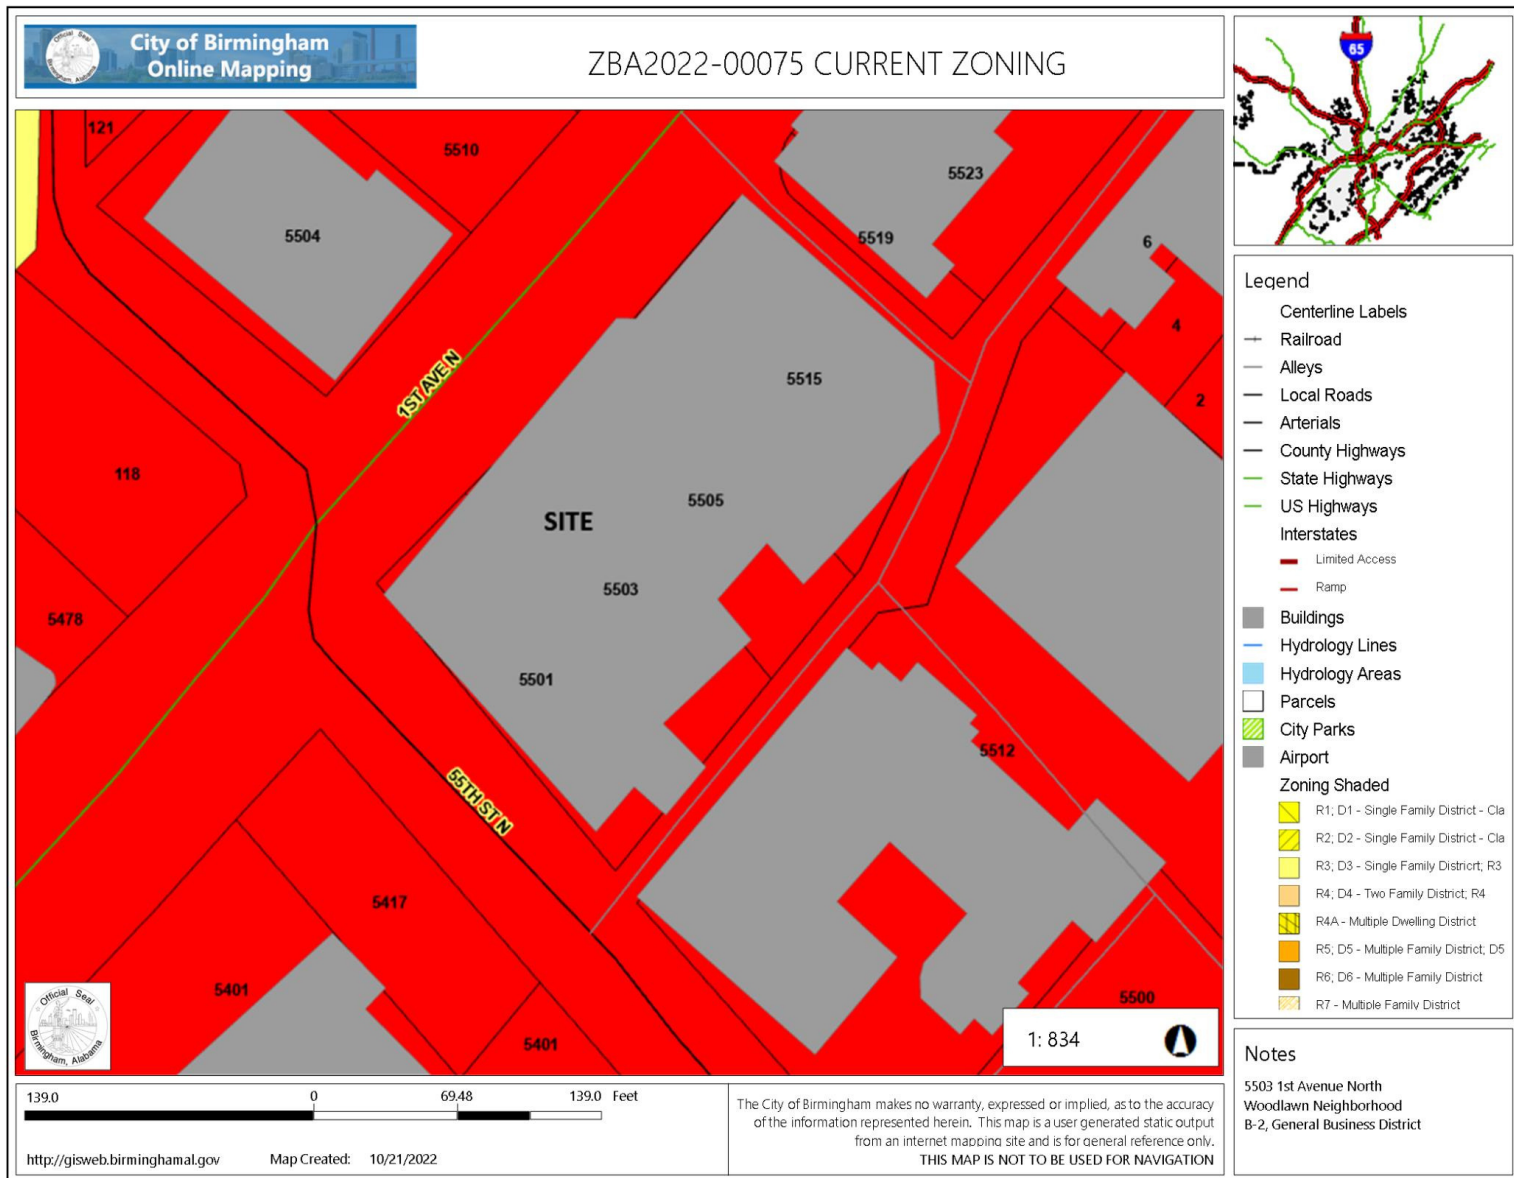 City of Birmingham
Online Mapping
ZBA2022-00075 CURRENT ZONING
65
121
5510
5504
5523
5519
6
4
2
1ST AVE N
5515
118
5505
SITE
5503
5478
5501
5512
55TH ST N
5417
5401
5401
5500
Official Seal
Birmingham, Alabama
1: 834
Legend
Centerline Labels
Railroad
Alleys
Local Roads
Arterials
County Highways
State Highways
US Highways
Interstates
Limited Access
Ramp
Buildings
Hydrology Lines
Hydrology Areas
Parcels
City Parks
Airport
Zoning Shaded
R1; D1 - Single Family District - Cla
R2; D2 - Single Family District - Cla
R3; D3 - Single Family Districrt; R3
R4; D4 - Two Family District; R4
R4A - Multiple Dwelling District
R5; D5 - Multiple Family District; D5
R6; D6 - Multiple Family District
R7 - Multiple Family District
Notes
5503 1st Avenue North
Woodlawn Neighborhood
B-2, General Business District
139.0 0 69.48 139.0 Feet
http://gisweb.birminghamal.gov Map Created: 10/21/2022
The City of Birmingham makes no warranty, expressed or implied, as to the accuracy
of the information represented herein. This map is a user generated static output
from an internet mapping site and is for general reference only.
THIS MAP IS NOT TO BE USED FOR NAVIGATION